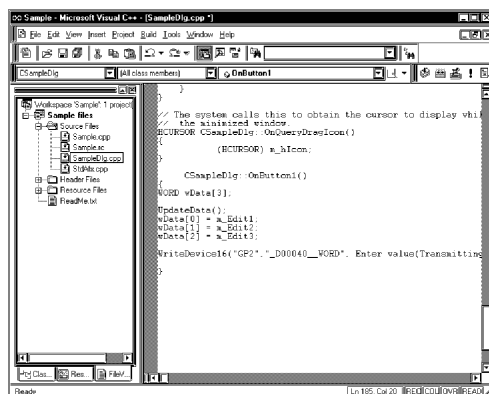 Sample - Microsoft Visual C++ - [SampleDlg.cpp *]
File Edit View Insert Project Build Tools Window Help
CSampleDlg (All class members) OnButton1
Workspace 'Sample': 1 project
Sample files
Source Files
Sample.cpp
Sample.rc
SampleDlg.cpp
StdAfx.cpp
Header Files
Resource Files
ReadMe.txt
Clas... Res... FileV...
}
}
// The system calls this to obtain the cursor to display whil
// the minimized window.
HCURSOR CSampleDlg::OnQueryDragIcon()
{
(HCURSOR) m_hIcon;
}
CSampleDlg::OnButton1()
{
WORD wData[3];
UpdateData();
wData[0] = m_Edit1;
wData[1] = m_Edit2;
wData[2] = m_Edit3;
WriteDevice16("GP2","_D00040__WORD". Enter value(Transmitting
}
Ready Ln 185, Col 20 REC COL OVR READ